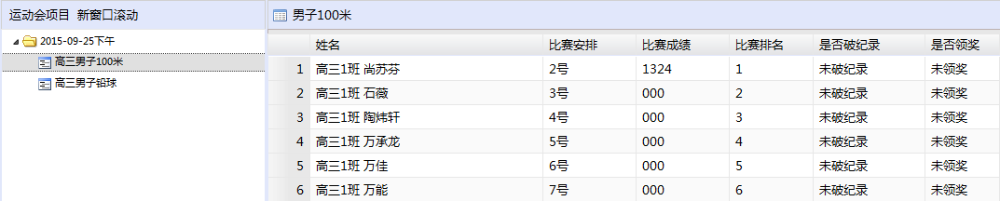 运动会项目 新窗口滚动
2015-09-25下午
高三男子100米
高三男子铅球
男子100米
姓名 比赛安排 比赛成绩 比赛排名 是否破纪录 是否领奖
1 高三1班 尚苏芬 2号 1324 1 未破纪录 未领奖
2 高三1班 石薇 3号 000 2 未破纪录 未领奖
3 高三1班 陶炜轩 4号 000 3 未破纪录 未领奖
4 高三1班 万承龙 5号 000 4 未破纪录 未领奖
5 高三1班 万佳 6号 000 5 未破纪录 未领奖
6 高三1班 万能 7号 000 6 未破纪录 未领奖